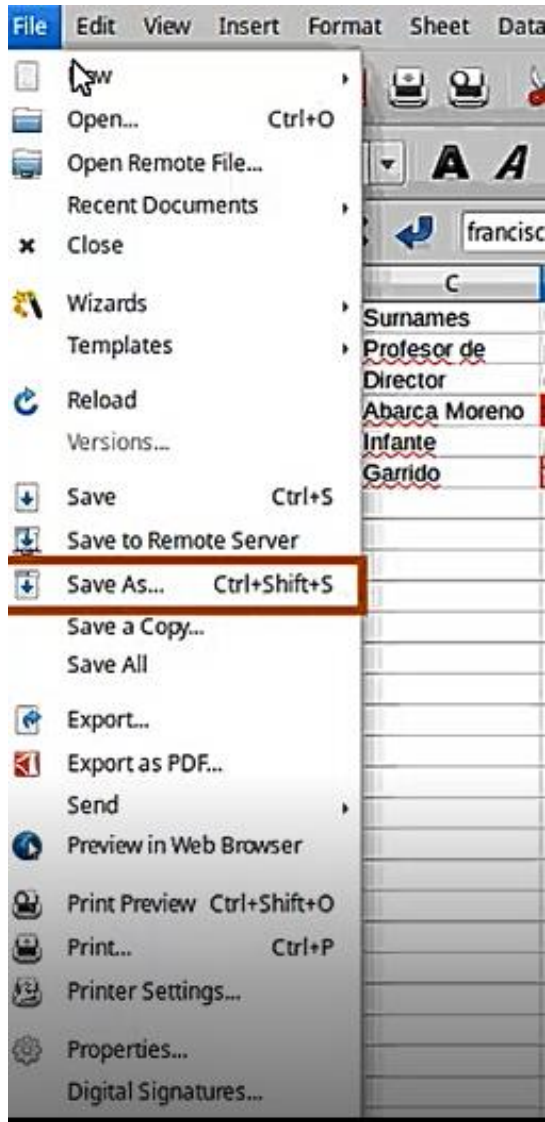 File Edit View Insert Format Sheet Data
Open... Ctrl+O
Open Remote File...
Recent Documents
francisc
Close
C
Wizards
Surnames
Templates
Profesor de
Director
Reload
Abarca Moreno
Versions...
Infante
Garrido
Save Ctrl+S
Save to Remote Server
Save As... Ctrl+Shift+S
Save a Copy...
Save All
Export...
Export as PDF...
Send
Preview in Web Browser
Print Preview Ctrl+Shift+O
Print... Ctrl+P
Printer Settings...
Properties...
Digital Signatures...